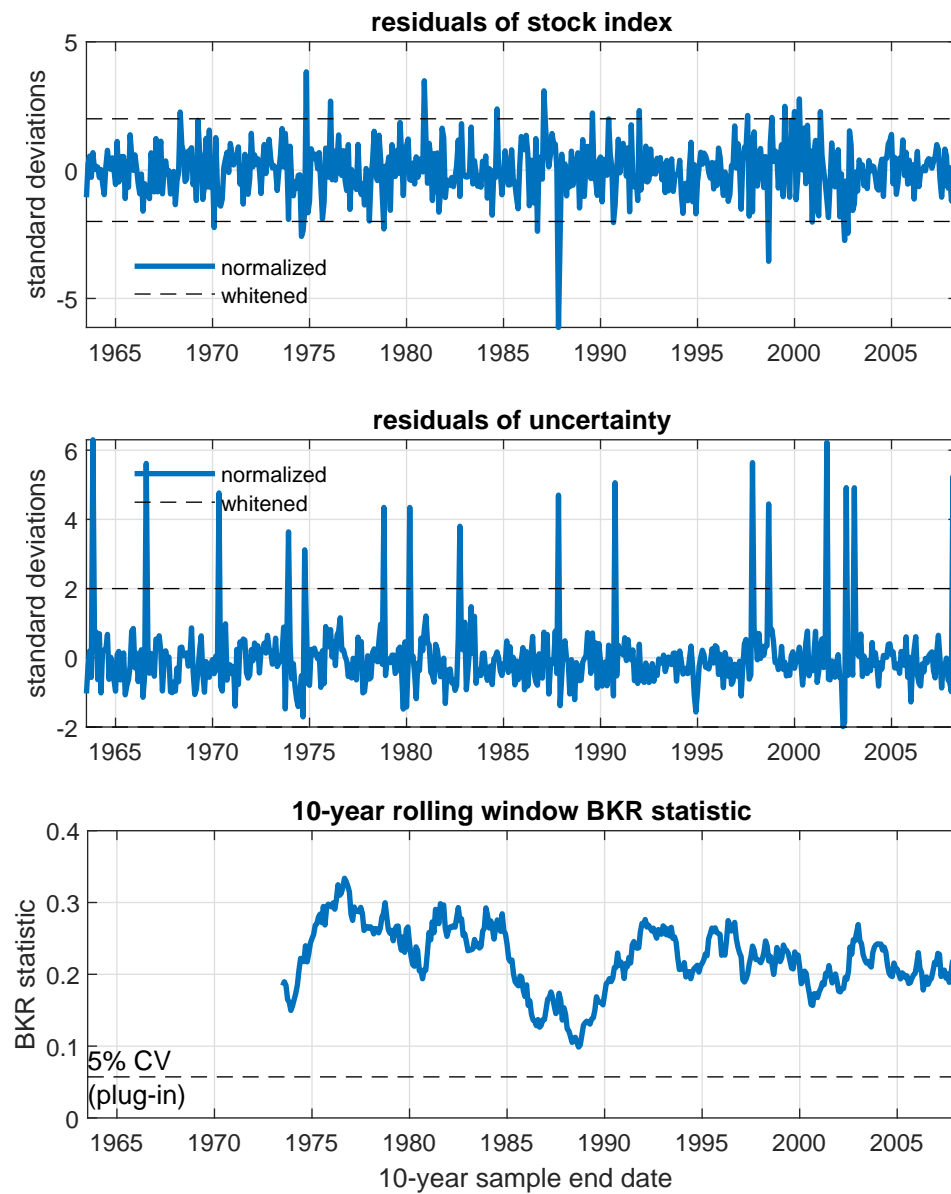 residuals of stock index
5
0
-5
standard deviations
normalized
whitened
1965 1970 1975 1980 1985 1990 1995 2000 2005
residuals of uncertainty
6
4
2
0
-2
standard deviations
normalized
whitened
1965 1970 1975 1980 1985 1990 1995 2000 2005
10-year rolling window BKR statistic
0.4
0.3
0.2
0.1
0
BKR statistic
5% CV
(plug-in)
1965 1970 1975 1980 1985 1990 1995 2000 2005
10-year sample end date